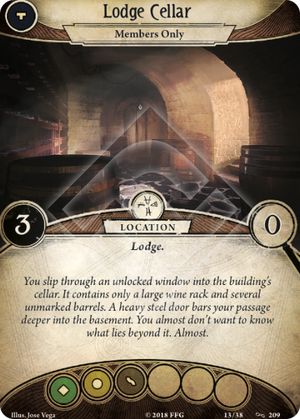 Lodge Cellar
Members Only
3
0
LOCATION
Lodge.
You slip through an unlocked window into the building's
cellar. It contains only a large wine rack and several
unmarked barrels. A heavy steel door bars your passage
deeper into the basement. You almost don't want to know
what lies beyond it. Almost.
Illus. Jose Vega
© 2018 FFG
13/38
209